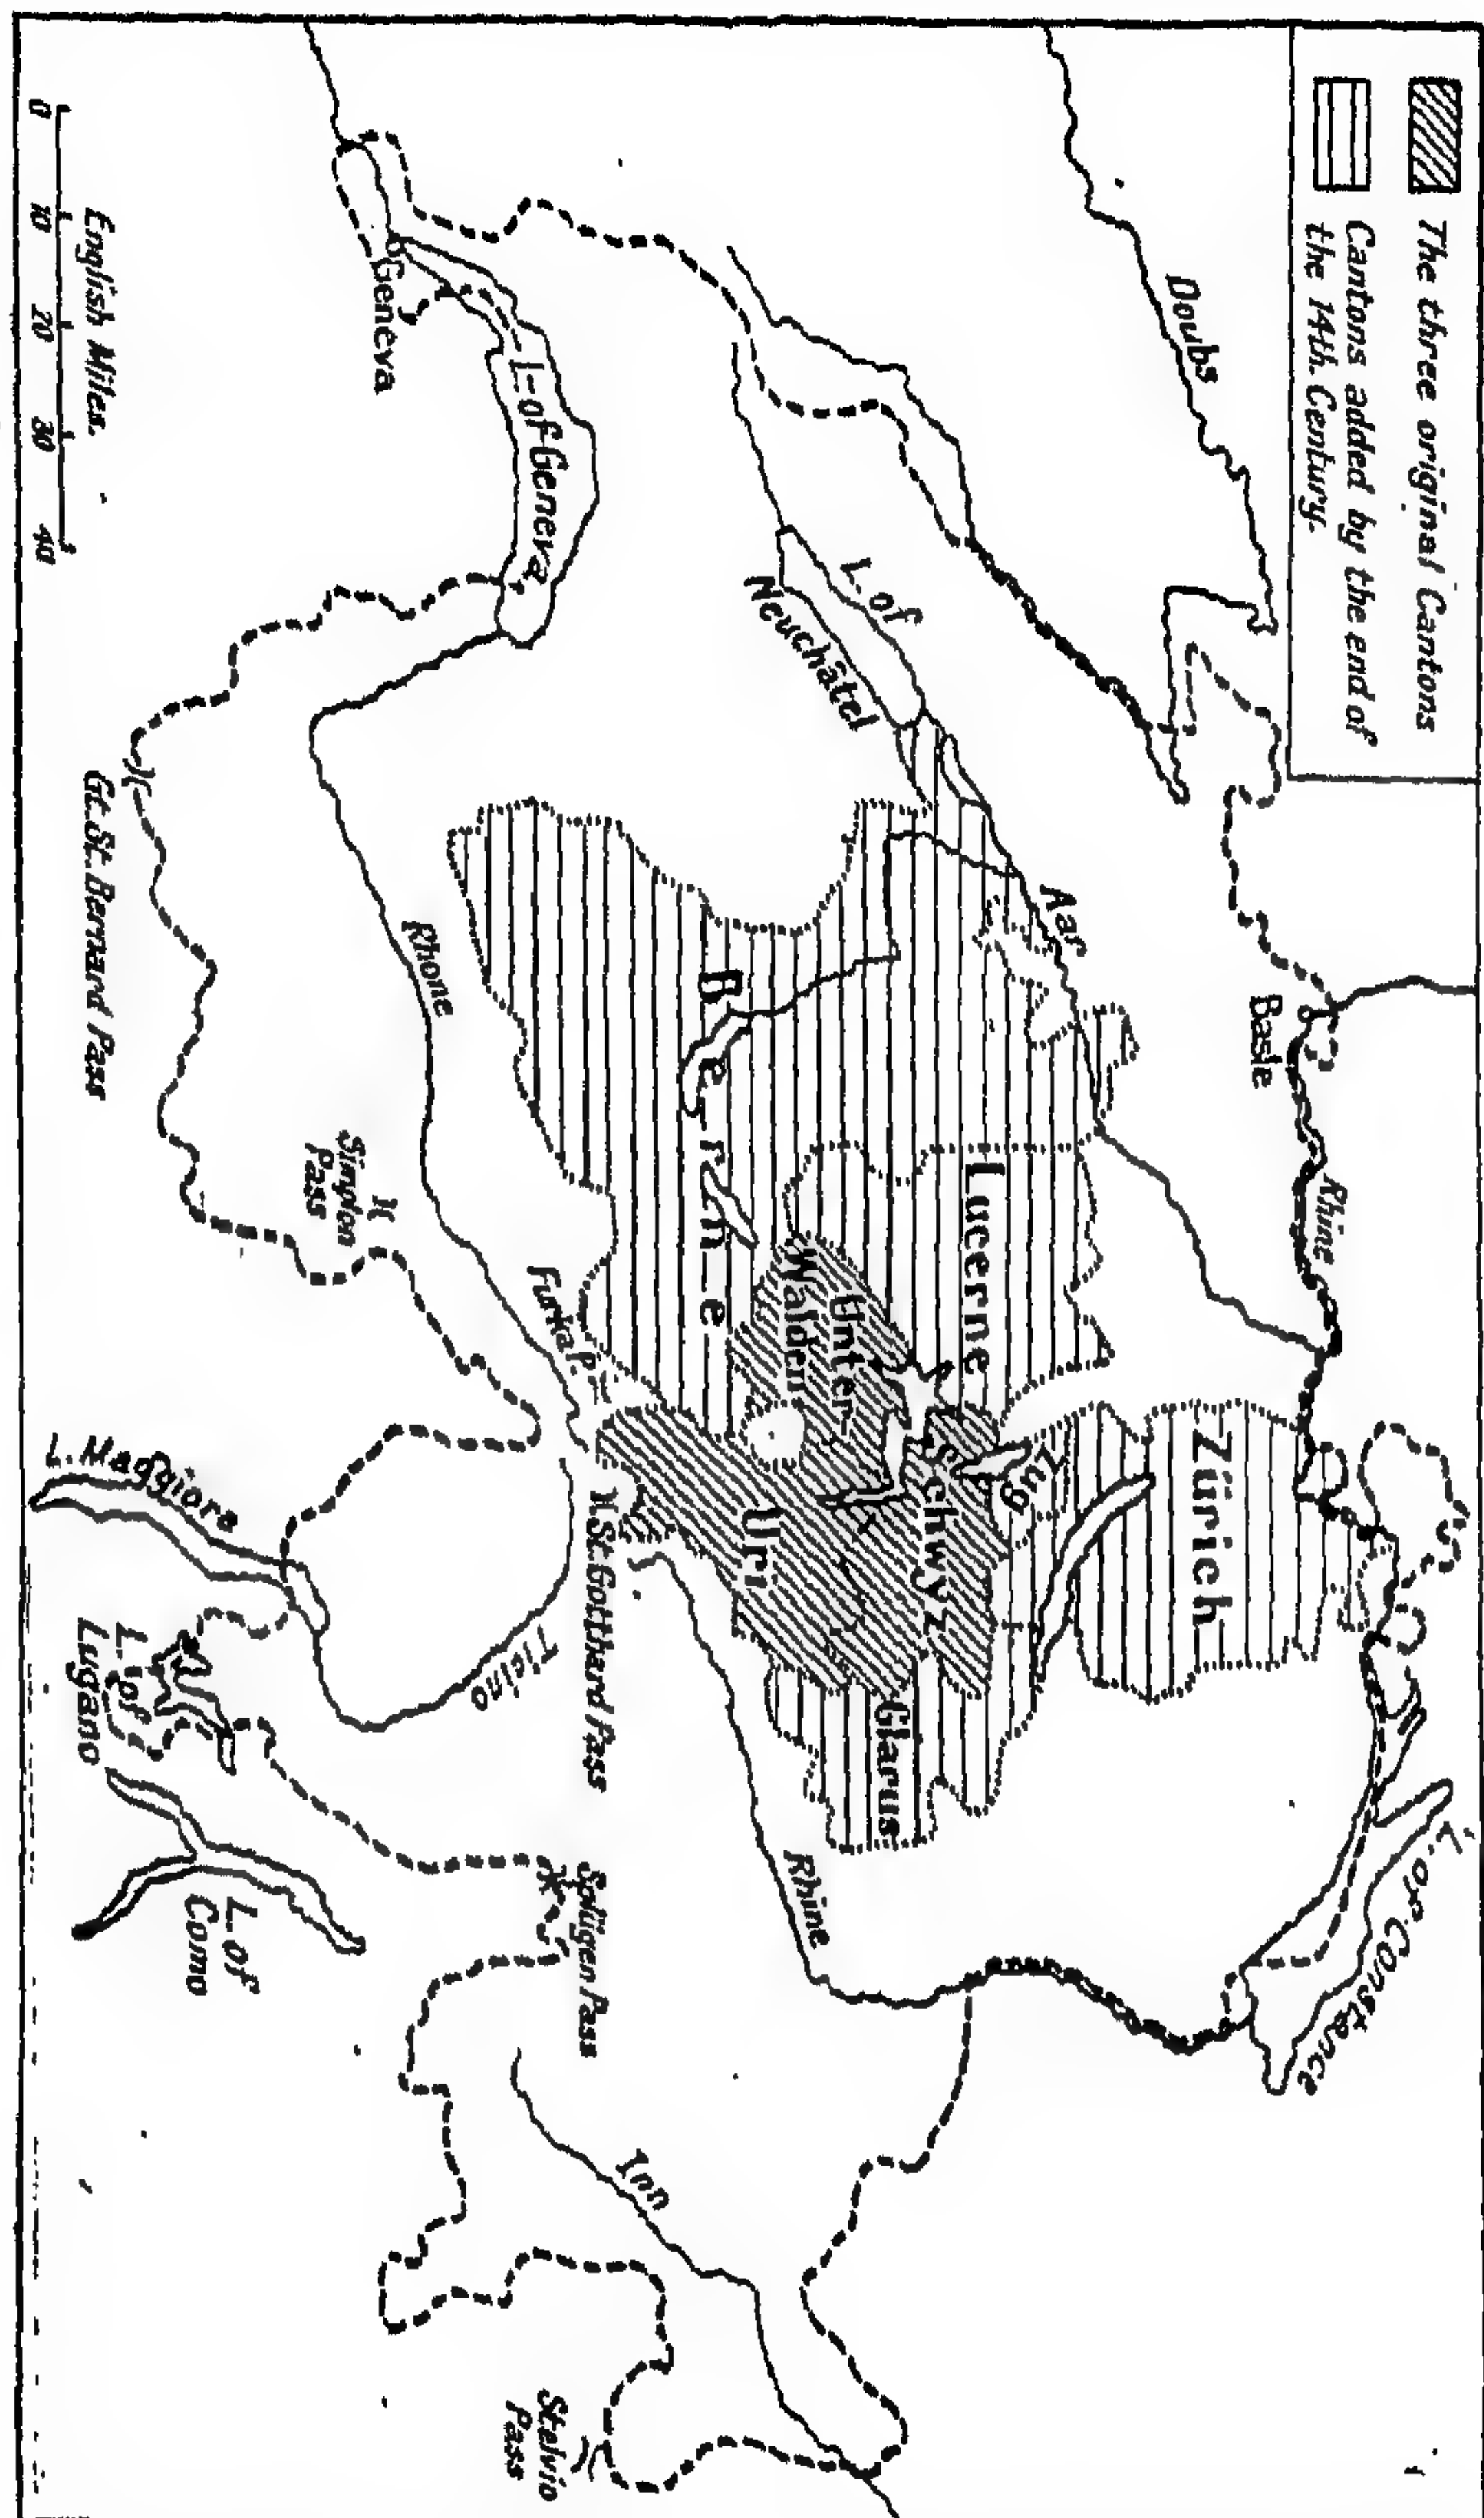 The three original Cantons
Cantons added by the end of
the 14th. Century.
Doubs
Basle
Rhine
L. of Constance
Aar
L. of
Neuchâtel
Zürich
Lucerne
Zug
Schwyz
Unter-
Walden
Berne
Uri
Glarus
Rhine
Inn
Geneva
L. of Geneva
Rhone
Furka P.
St. Gotthard Pass
Splügen Pass
Stelvio
Pass
Simplon
Pass
Gt. St. Bernard Pass
Ticino
L. Maggiore
L. of
Lugano
L. of
Como
English Miles.
0 10 20 30 40